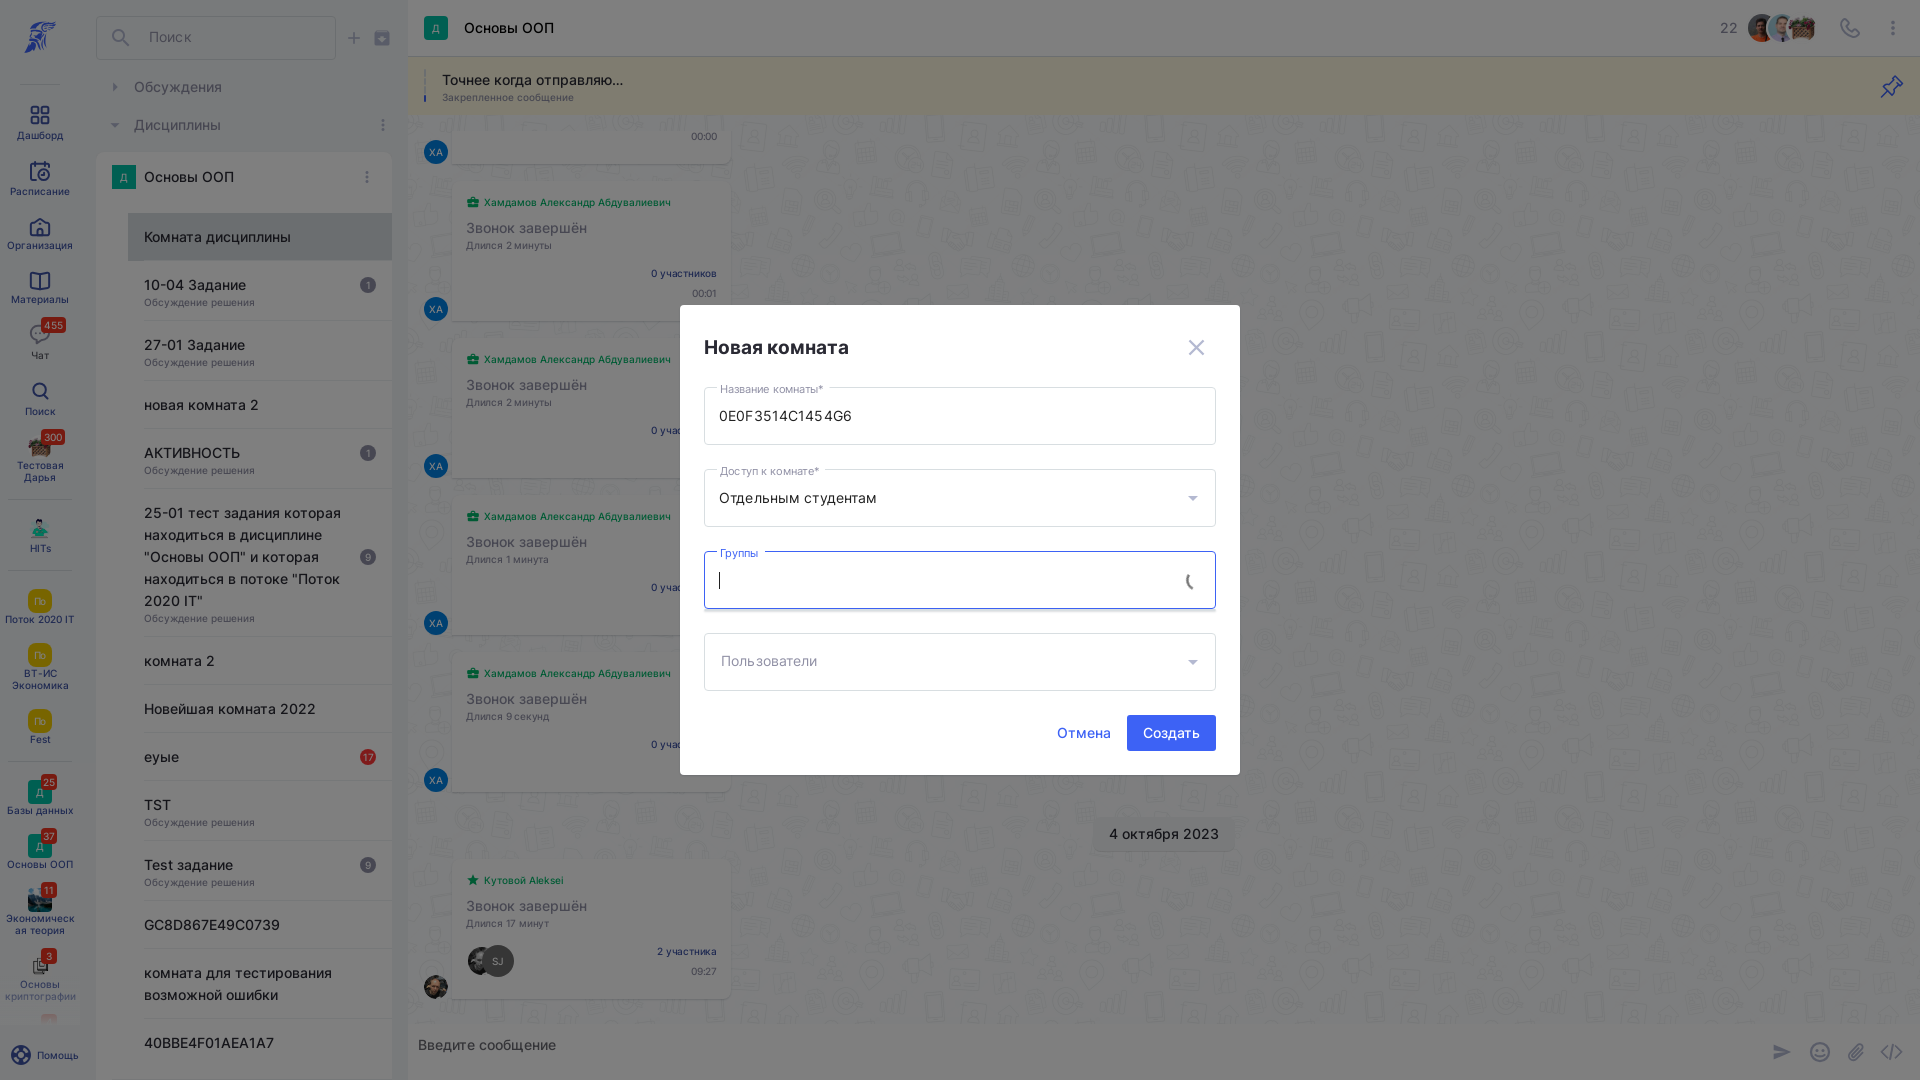 Дашборд
Расписание
Организация
Материалы
455
Чат
Поиск
300
Тестовая
Дарья
HITs
По
Поток 2020 IT
По
ВТ-ИС
Экономика
По
Fest
25
Д
Базы данных
37
Д
Основы ООП
11
Экономическ
ая теория
3
Основы
криптографии
Помощь
Поиск
Обсуждения
Дисциплины
Д
Основы ООП
Комната дисциплины
10-04 Задание
Обсуждение решения
1
27-01 Задание
Обсуждение решения
новая комната 2
АКТИВНОСТЬ
Обсуждение решения
1
25-01 тест задания которая
находиться в дисциплине
"Основы ООП" и которая
находиться в потоке "Поток
2020 IT"
Обсуждение решения
9
комната 2
Новейшая комната 2022
еуые
17
TST
Обсуждение решения
Test задание
Обсуждение решения
9
GC8D867E49C0739
комната для тестирования
возможной ошибки
40BBE4F01AEA1A7
Д
Основы ООП
22
Точнее когда отправляю...
Закрепленное сообщение
00:00
ХА
Хамдамов Александр Абдувалиевич
Звонок завершён
Длился 2 минуты
0 участников
00:01
ХА
Хамдамов Александр Абдувалиевич
Звонок завершён
Длился 2 минуты
0 учас
ХА
Хамдамов Александр Абдувалиевич
Звонок завершён
Длился 1 минута
0 учас
ХА
Хамдамов Александр Абдувалиевич
Звонок завершён
Длился 9 секунд
0 учас
ХА
4 октября 2023
Кутовой Aleksei
Звонок завершён
Длился 17 минут
SJ
2 участника
09:27
Введите сообщение
Новая комната
Название комнаты*
0E0F3514C1454G6
Доступ к комнате*
Отдельным студентам
Группы
Пользователи
Отмена
Создать